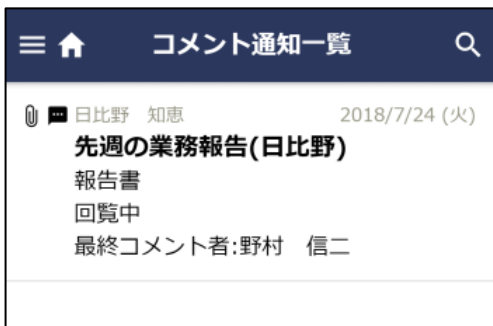 コメント通知一覧
日比野　知恵 2018/7/24 (火)
先週の業務報告(日比野)
報告書
回覧中
最終コメント者:野村　信二